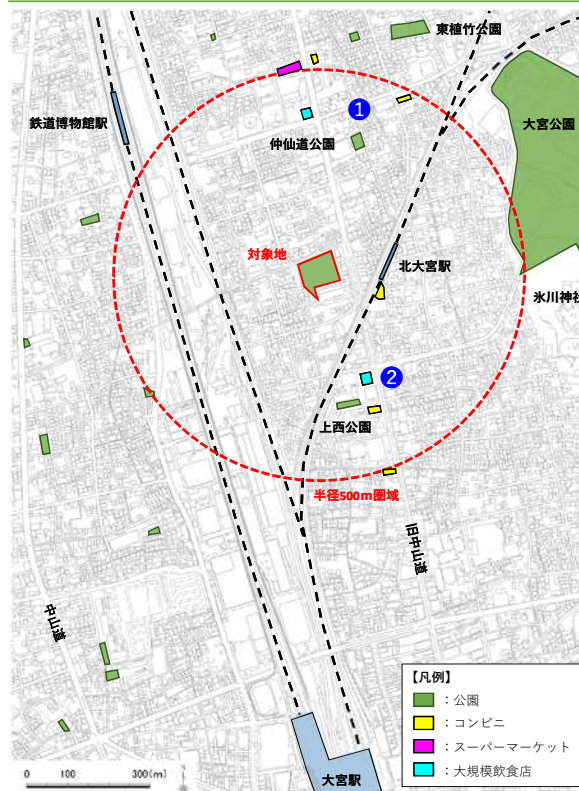 東植竹公園
鉄道博物館駅
1
大宮公園
仲仙道公園
対象地
北大宮駅
氷川神社
2
上西公園
半径500m圏域
旧中山道
中山道
【凡例】
：公園
：コンビニ
：スーパーマーケット
：大規模飲食店
0 100 300(m)
大宮駅